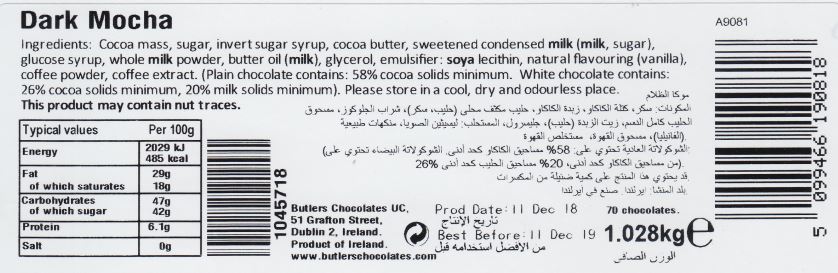 Dark Mocha
A9081
Ingredients: Cocoa mass, sugar, invert sugar syrup, cocoa butter, sweetened condensed milk (milk, sugar),
glucose syrup, whole milk powder, butter oil (milk), glycerol, emulsifier: soya lecithin, natural flavouring (vanilla),
coffee powder, coffee extract. (Plain chocolate contains: 58% cocoa solids minimum. White chocolate contains:
26% cocoa solids minimum, 20% milk solids minimum). Please store in a cool, dry and odourless place.
This product may contain nut traces.
موكا الظلام
المكونات: سكر، كتلة الكاكاو، زبدة الكاكاو، حليب مكثف محلى (حليب، سكر)، شراب الجلوكوز، مسحوق
الحليب كامل الدسم، زيت الزبدة (حليب)، جليسرول، المستحلب: ليسيثين الصويا، منكهات طبيعية
(الفانيليا)، مسحوق القهوة، مستخلص القهوة.
(الشوكولاتة العادية تحتوي على: 58% مساحيق الكاكاو كحد أدنى. الشوكولاتة البيضاء تحتوي على
26% من مساحيق الكاكاو كحد أدنى، 20% مساحيق الحليب كحد أدنى).
قد يحتوي هذا المنتج على كمية ضئيلة من المكسرات.
بلد المنشا: ايرلندا. صنع في ايرلندا.
Typical values Per 100g
Energy 2029 kJ
485 kcal
Fat 29g
of which saturates 18g
Carbohydrates 47g
of which sugar 42g
Protein 6.1g
Salt 0g
1045718
Butlers Chocolates UC,
51 Grafton Street,
Dublin 2, Ireland.
Product of Ireland.
www.butlerschocolates.com
Prod Date: 11 Dec 18
تاريخ الإنتاج
Best Before: 11 Dec 19
من الافضل استخدامه قبل
70 chocolates.
1.028kg e
الوزن الصافي
5 099466 190818